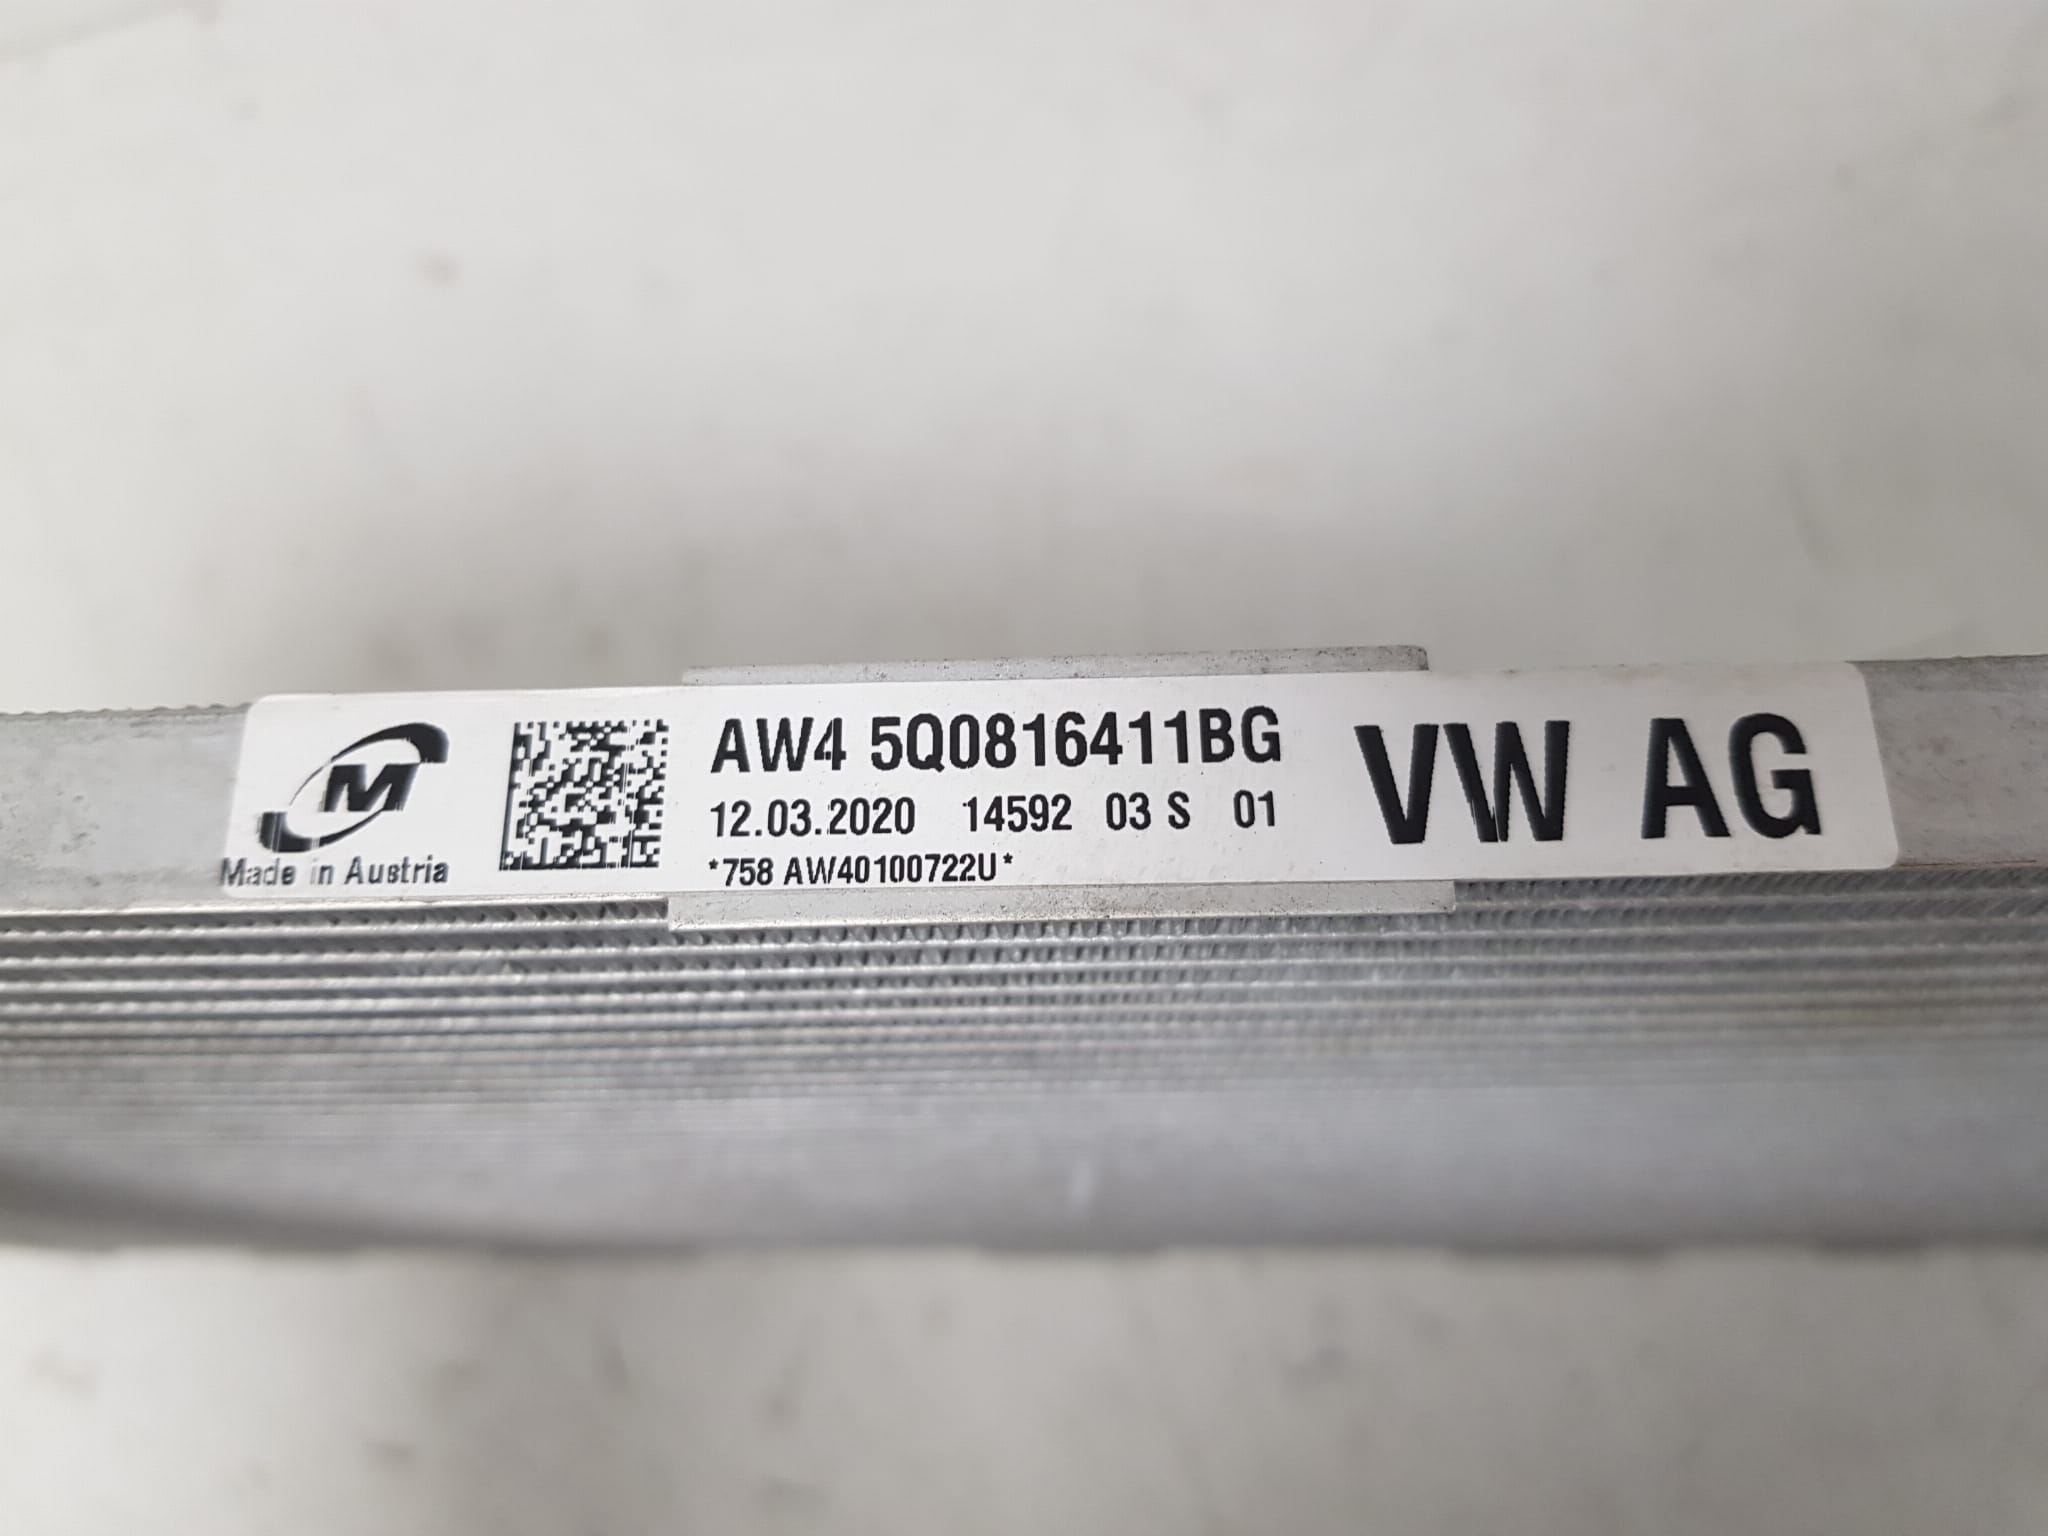 M
Made in Austria
AW4 5Q0816411BG
12.03.2020 14592 03 S 01
*758 AW40100722U*
VW AG